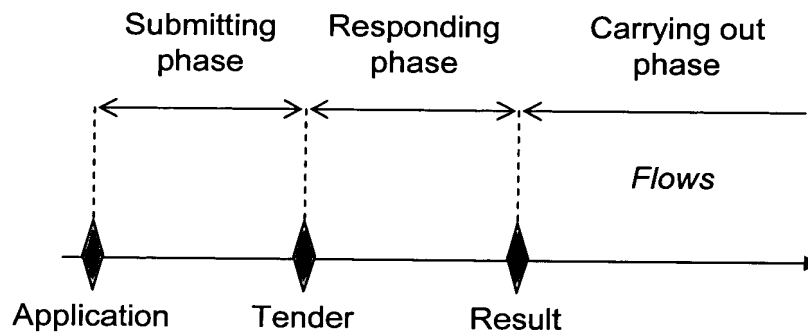 Submitting phase
Responding phase
Carrying out phase
Flows
Application
Tender
Result